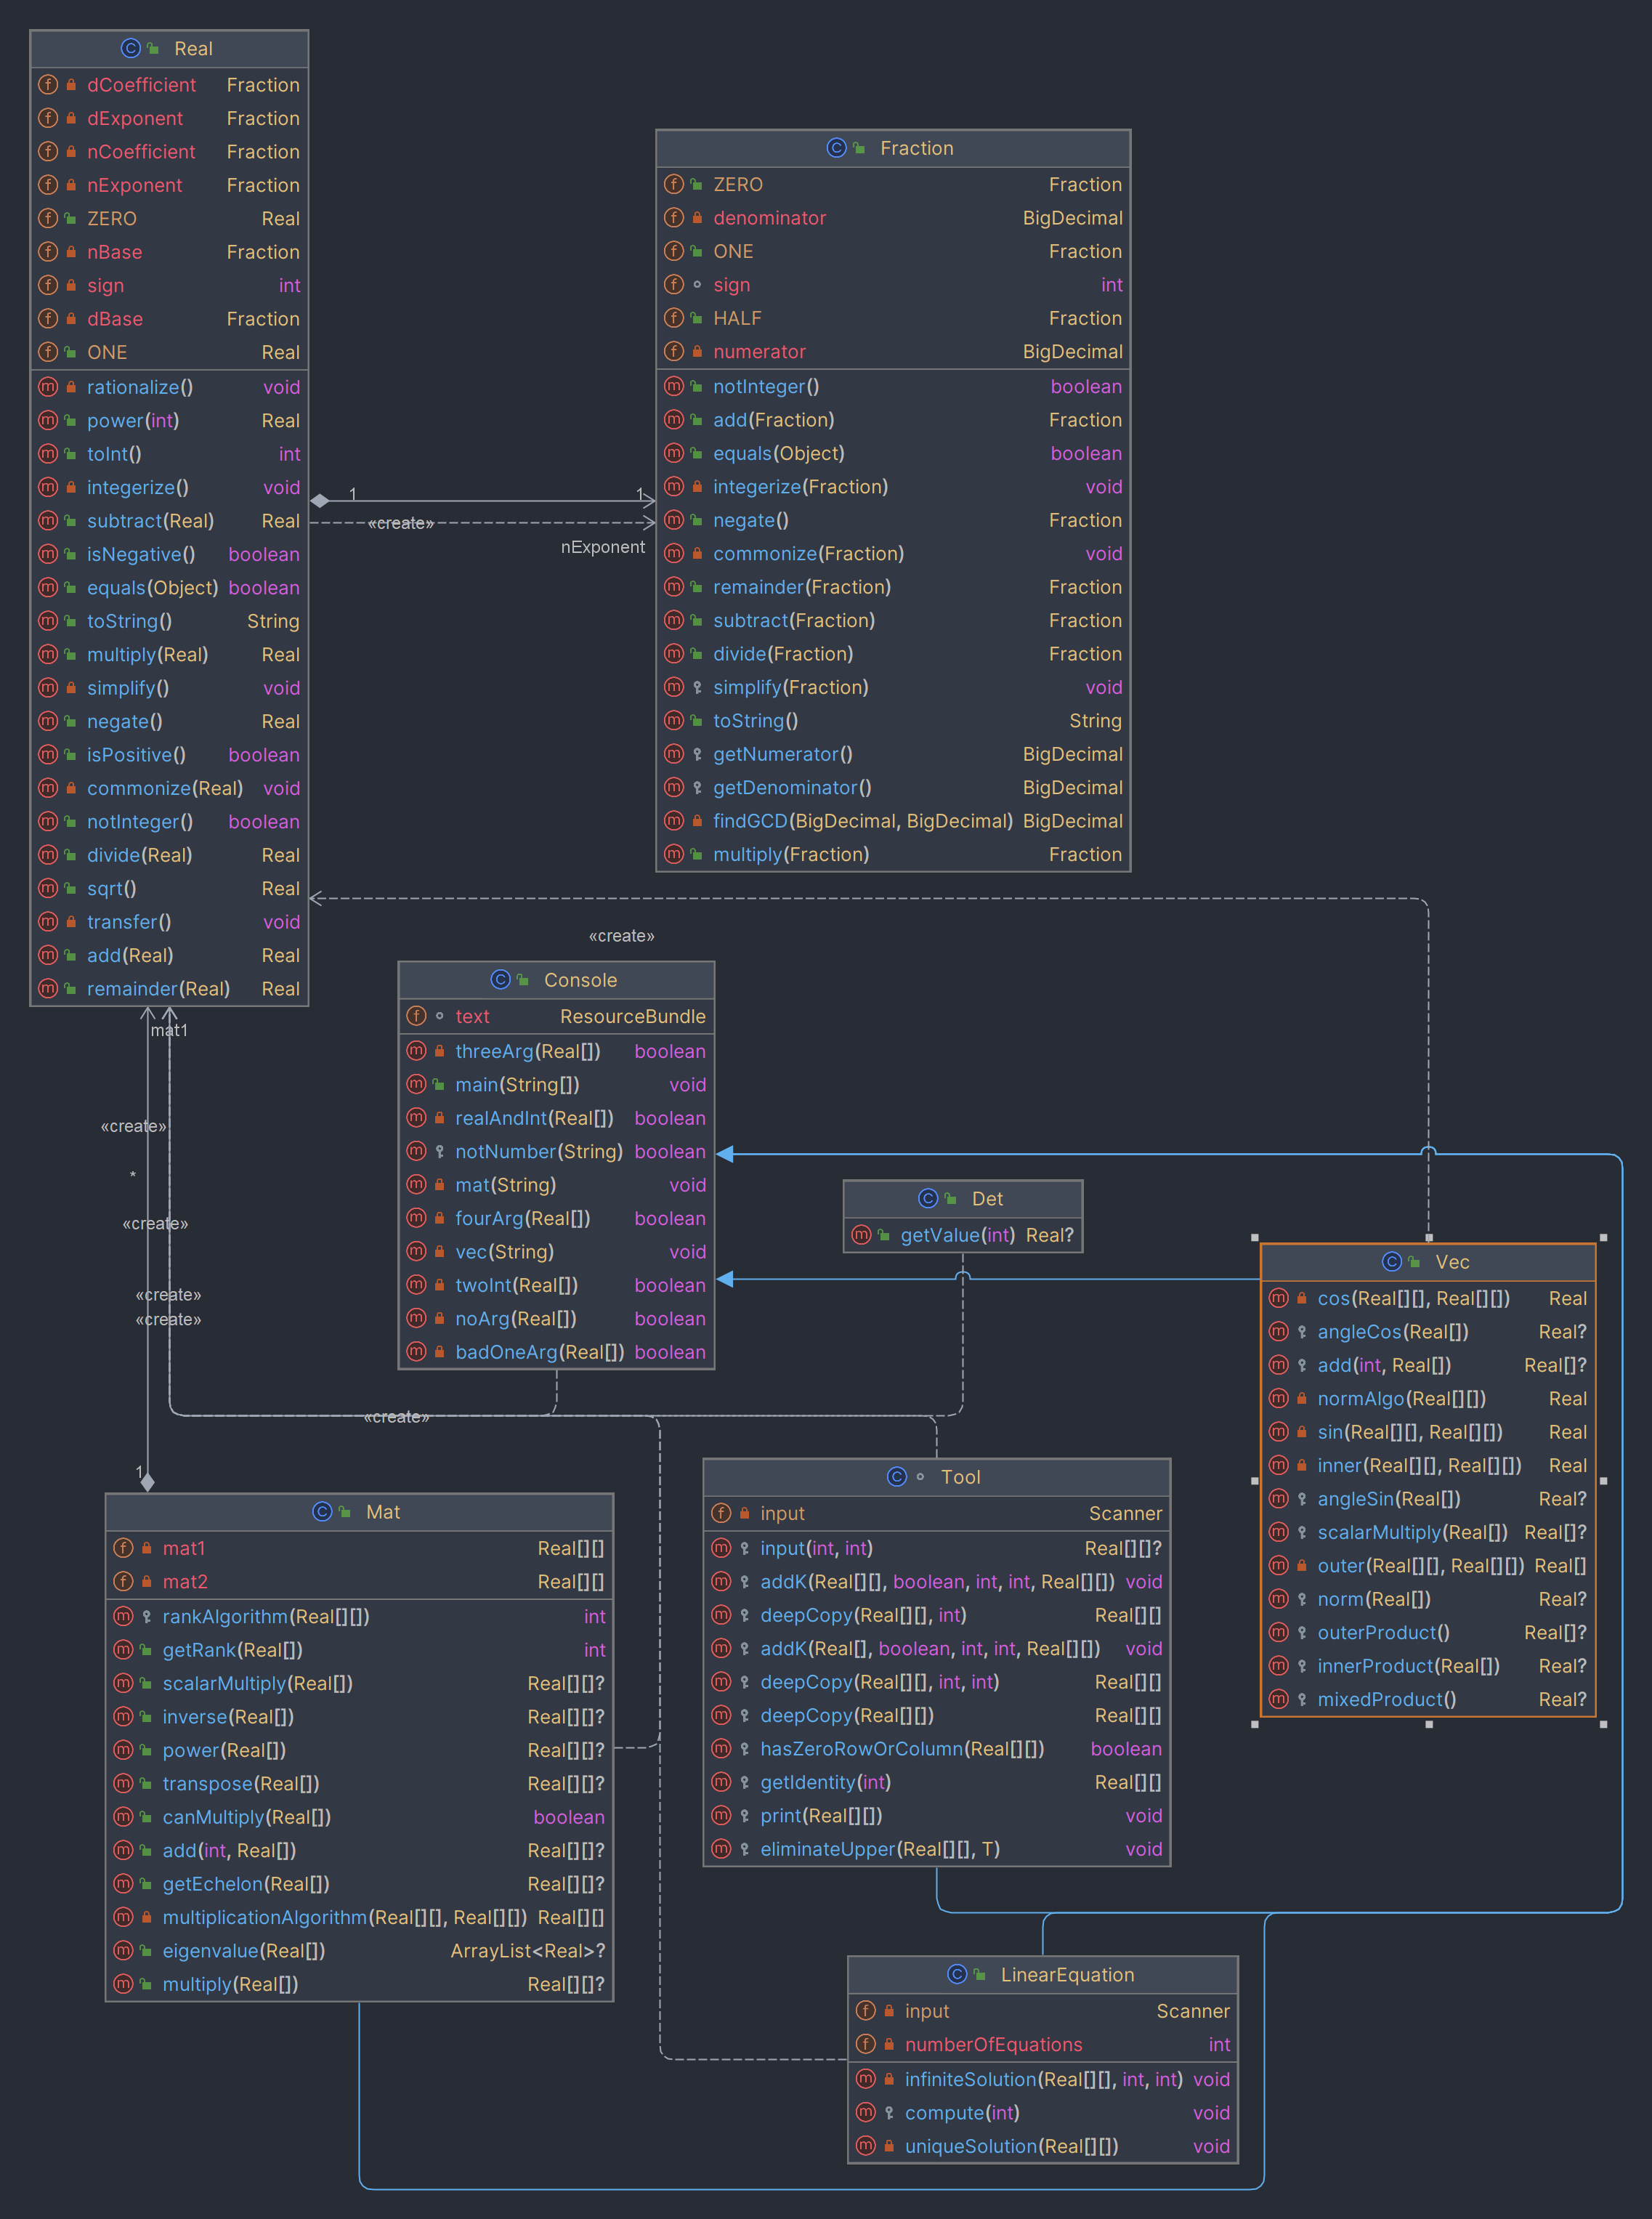 Real
dCoefficient Fraction
dExponent Fraction
nCoefficient Fraction
nExponent Fraction
ZERO Real
nBase Fraction
sign int
dBase Fraction
ONE Real
rationalize() void
power(int) Real
toInt() int
integerize() void
subtract(Real) Real
isNegative() boolean
equals(Object) boolean
toString() String
multiply(Real) Real
simplify() void
negate() Real
isPositive() boolean
commonize(Real) void
notInteger() boolean
divide(Real) Real
sqrt() Real
transfer() void
add(Real) Real
remainder(Real) Real
1 1
«create»
nExponent
Fraction
ZERO Fraction
denominator BigDecimal
ONE Fraction
sign int
HALF Fraction
numerator BigDecimal
notInteger() boolean
add(Fraction) Fraction
equals(Object) boolean
integerize(Fraction) void
negate() Fraction
commonize(Fraction) void
remainder(Fraction) Fraction
subtract(Fraction) Fraction
divide(Fraction) Fraction
simplify(Fraction) void
toString() String
getNumerator() BigDecimal
getDenominator() BigDecimal
findGCD(BigDecimal, BigDecimal) BigDecimal
multiply(Fraction) Fraction
«create»
Console
text ResourceBundle
threeArg(Real[]) boolean
main(String[]) void
realAndInt(Real[]) boolean
notNumber(String) boolean
mat(String) void
fourArg(Real[]) boolean
vec(String) void
twoInt(Real[]) boolean
noArg(Real[]) boolean
badOneArg(Real[]) boolean
mat1
«create»
*
«create»
«create»
«create»
«create»
1
Det
getValue(int) Real?
Vec
cos(Real[][], Real[][]) Real
angleCos(Real[]) Real?
add(int, Real[]) Real[]?
normAlgo(Real[][]) Real
sin(Real[][], Real[][]) Real
inner(Real[][], Real[][]) Real
angleSin(Real[]) Real?
scalarMultiply(Real[]) Real[]?
outer(Real[][], Real[][]) Real[]
norm(Real[]) Real?
outerProduct() Real[]?
innerProduct(Real[]) Real?
mixedProduct() Real?
Tool
input Scanner
input(int, int) Real[][]?
addK(Real[][], boolean, int, int, Real[][]) void
deepCopy(Real[][], int) Real[][]
addK(Real[], boolean, int, int, Real[][]) void
deepCopy(Real[][], int, int) Real[][]
deepCopy(Real[][]) Real[][]
hasZeroRowOrColumn(Real[][]) boolean
getIdentity(int) Real[][]
print(Real[][]) void
eliminateUpper(Real[][], T) void
Mat
mat1 Real[][]
mat2 Real[][]
rankAlgorithm(Real[][]) int
getRank(Real[]) int
scalarMultiply(Real[]) Real[][]?
inverse(Real[]) Real[][]?
power(Real[]) Real[][]?
transpose(Real[]) Real[][]?
canMultiply(Real[]) boolean
add(int, Real[]) Real[][]?
getEchelon(Real[]) Real[][]?
multiplicationAlgorithm(Real[][], Real[][]) Real[][]
eigenvalue(Real[]) ArrayList<Real>?
multiply(Real[]) Real[][]?
LinearEquation
input Scanner
numberOfEquations int
infiniteSolution(Real[][], int, int) void
compute(int) void
uniqueSolution(Real[][]) void